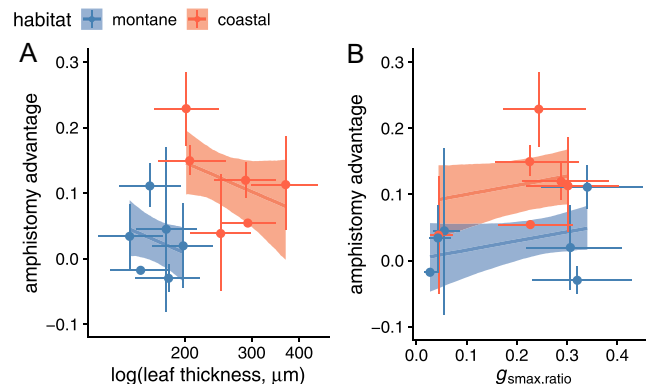 habitat montane coastal
A
B
amphistomy advantage
0.3
0.2
0.1
0.0
−0.1
200 300 400
log(leaf thickness, μm)
amphistomy advantage
0.3
0.2
0.1
0.0
−0.1
0.0 0.1 0.2 0.3 0.4
gsmax.ratio